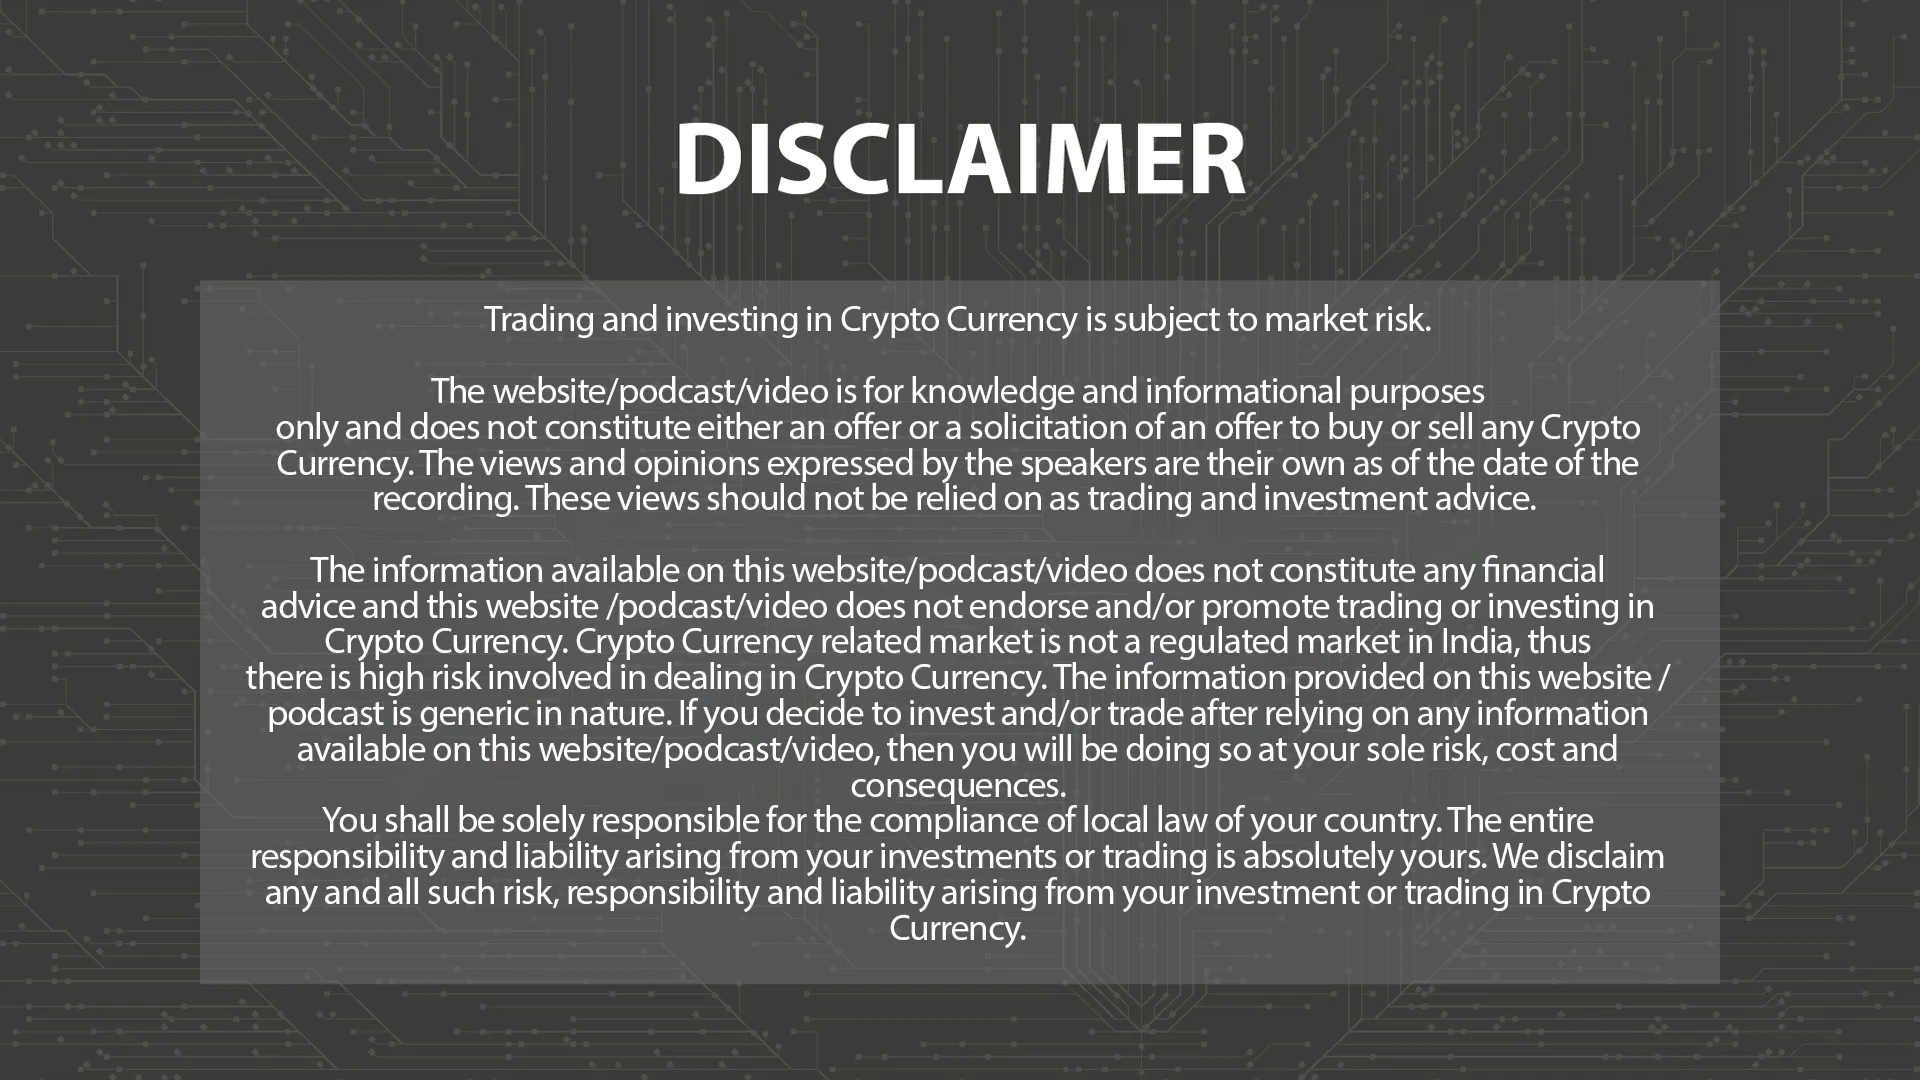 DISCLAIMER
Trading and investing in Crypto Currency is subject to market risk.
The website/podcast/video is for knowledge and informational purposes
only and does not constitute either an offer or a solicitation of an offer to buy or sell any Crypto
Currency. The views and opinions expressed by the speakers are their own as of the date of the
recording. These views should not be relied on as trading and investment advice.
The information available on this website/podcast/video does not constitute any financial
advice and this website /podcast/video does not endorse and/or promote trading or investing in
Crypto Currency. Crypto Currency related market is not a regulated market in India, thus
there is high risk involved in dealing in Crypto Currency. The information provided on this website /
podcast is generic in nature. If you decide to invest and/or trade after relying on any information
available on this website/podcast/video, then you will be doing so at your sole risk, cost and
consequences.
You shall be solely responsible for the compliance of local law of your country. The entire
responsibility and liability arising from your investments or trading is absolutely yours. We disclaim
any and all such risk, responsibility and liability arising from your investment or trading in Crypto
Currency.